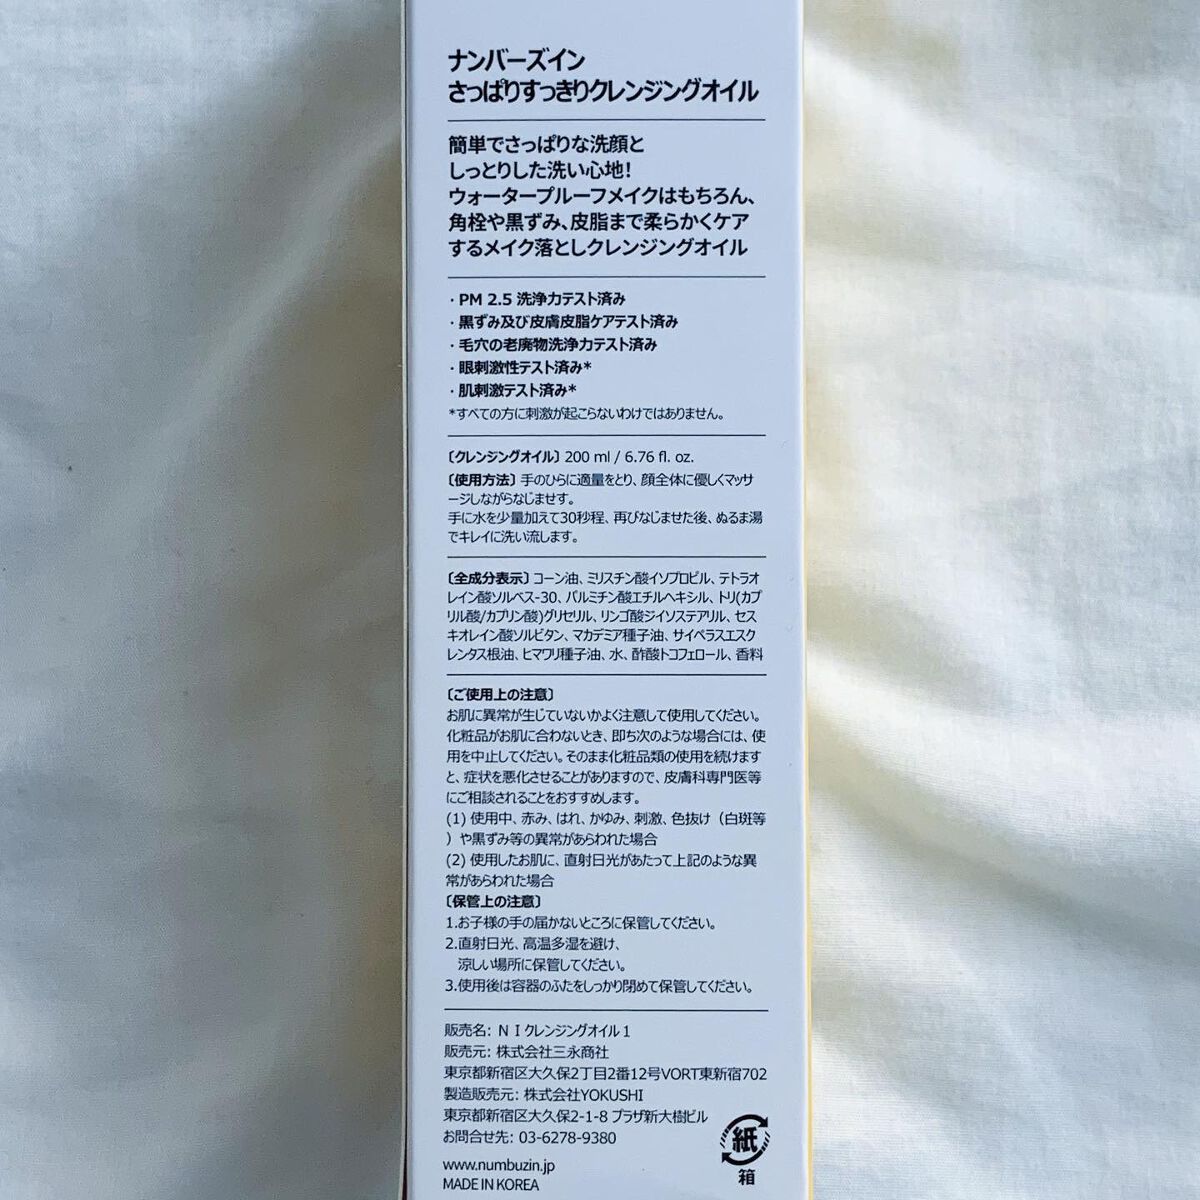 ナンバーズイン
さっぱりすっきりクレンジングオイル
簡単でさっぱりな洗顔と
しっとりした洗い心地!
ウォータープルーフメイクはもちろん、
角栓や黒ずみ、皮脂まで柔らかくケア
するメイク落としクレンジングオイル
・PM 2.5 洗浄力テスト済み
・黒ずみ及び皮膚皮脂ケアテスト済み
・毛穴の老廃物洗浄力テスト済み
・眼刺激性テスト済み*
・肌刺激テスト済み*
*すべての方に刺激が起こらないわけではありません。
〔クレンジングオイル〕200 ml / 6.76 fl. oz.
〔使用方法〕手のひらに適量をとり、顔全体に優しくマッサ
ージしながらなじませす。
手に水を少量加えて30秒程、再びなじませた後、ぬるま湯
でキレイに洗い流します。
〔全成分表示〕コーン油、ミリスチン酸イソプロピル、テトラオ
レイン酸ソルベス-30、パルミチン酸エチルヘキシル、トリ(カプ
リル酸/カプリン酸)グリセリル、リンゴ酸ジイソステアリル、セス
キオレイン酸ソルビタン、マカデミア種子油、サイペラスエスク
レンタス根油、ヒマワリ種子油、水、酢酸トコフェロール、香料
〔ご使用上の注意〕
お肌に異常が生じていないかよく注意して使用してください。
化粧品がお肌に合わないとき、即ち次のような場合には、使
用を中止してください。そのまま化粧品類の使用を続けます
と、症状を悪化させることがありますので、皮膚科専門医等
にご相談されることをおすすめします。
(1) 使用中、赤み、はれ、かゆみ、刺激、色抜け（白斑等
）や黒ずみ等の異常があらわれた場合
(2) 使用したお肌に、直射日光があたって上記のような異
常があらわれた場合
〔保管上の注意〕
1.お子様の手の届かないところに保管してください。
2.直射日光、高温多湿を避け、
涼しい場所に保管してください。
3.使用後は容器のふたをしっかり閉めて保管してください。
販売名: ＮＩクレンジングオイル１
販売元: 株式会社三永商社
東京都新宿区大久保2丁目2番12号VORT東新宿702
製造販売元: 株式会社YOKUSHI
東京都新宿区大久保2-1-8 プラザ新大樹ビル
お問合せ先: 03-6278-9380
www.numbuzin.jp
MADE IN KOREA
紙
箱